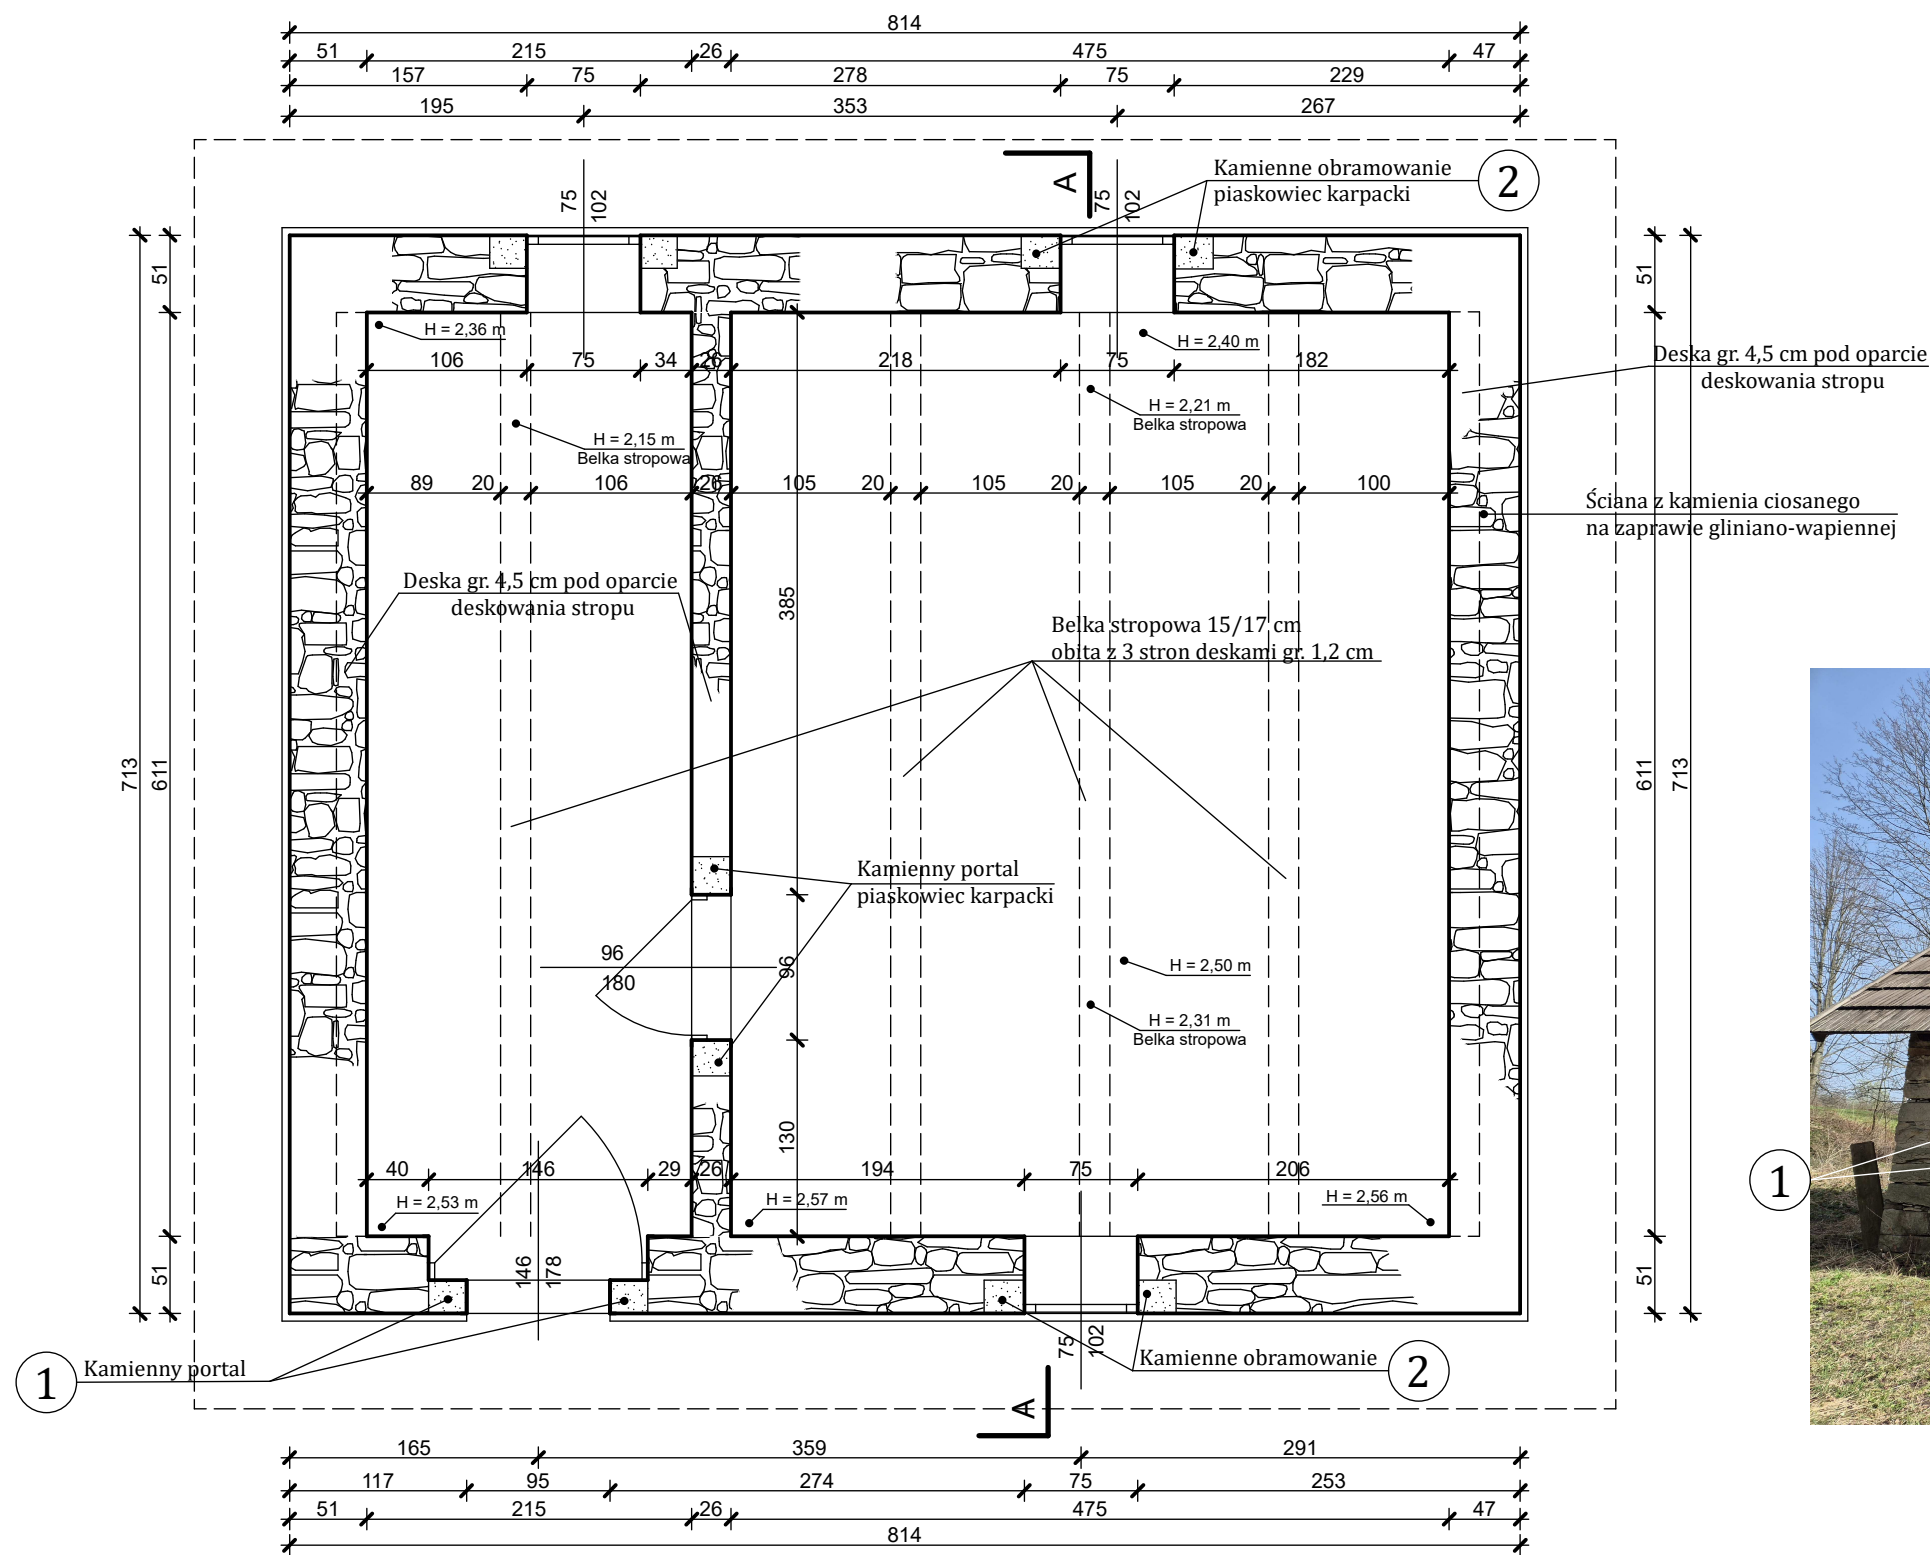 814
51 215 26 475 47
157 75 278 75 229
195 353 267
A
Kamienne obramowanie
piaskowiec karpacki
2
75
102
75
102
51
51
H = 2,36 m
H = 2,40 m
106 75 34 26 218 75 182
Deska gr. 4,5 cm pod oparcie
deskowania stropu
H = 2,21 m
Belka stropowa
H = 2,15 m
Belka stropowa
89 20 106 26 105 20 105 20 105 20 100
Ściana z kamienia ciosanego
na zaprawie gliniano-wapiennej
Deska gr. 4,5 cm pod oparcie
deskowania stropu
385
Belka stropowa 15/17 cm
obita z 3 stron deskami gr. 1,2 cm
713
611
611
713
Kamienny portal
piaskowiec karpacki
96
180
96
H = 2,50 m
H = 2,31 m
Belka stropowa
130
40 146 29 26 194 75 206
H = 2,53 m
H = 2,57 m
H = 2,56 m
1
51
146
178
51
75
102
1
Kamienny portal
Kamienne obramowanie
2
A
165 359 291
117 95 274 75 253
51 215 26 475 47
814